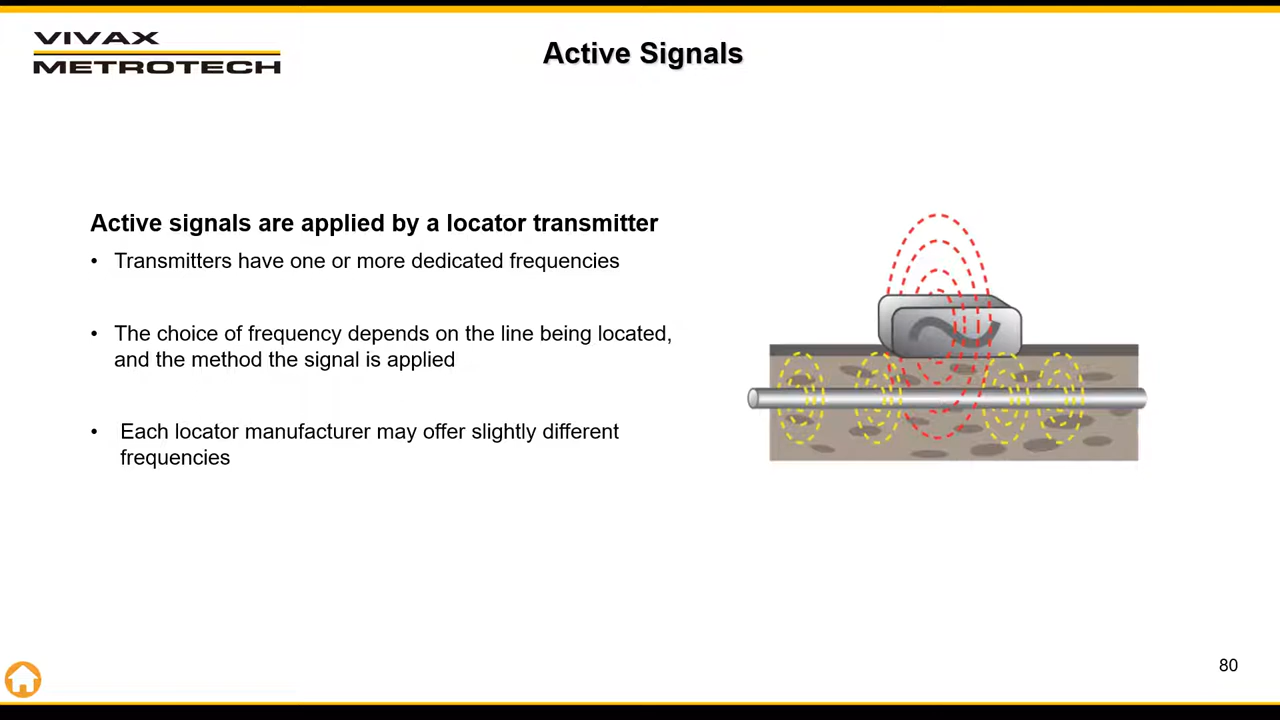 VIVAX
METROTECH
Active Signals
Active signals are applied by a locator transmitter
• Transmitters have one or more dedicated frequencies
• The choice of frequency depends on the line being located,
and the method the signal is applied
• Each locator manufacturer may offer slightly different
frequencies
80